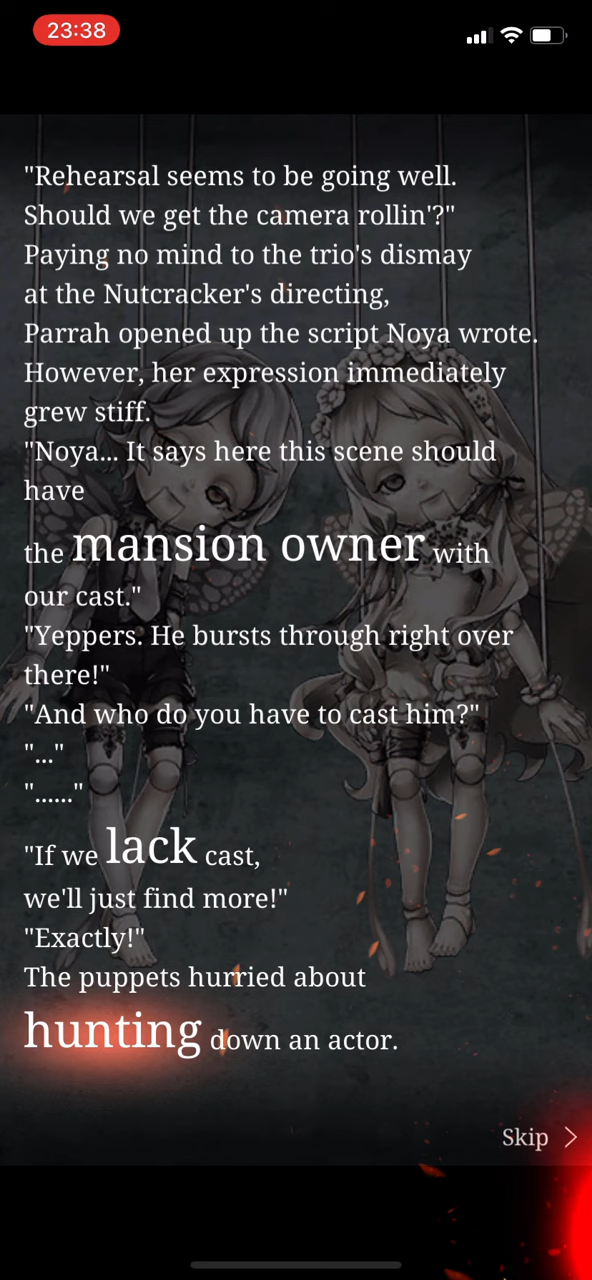 23:38
"Rehearsal seems to be going well.
Should we get the camera rollin'?"
Paying no mind to the trio's dismay
at the Nutcracker's directing,
Parrah opened up the script Noya wrote.
However, her expression immediately
grew stiff.
"Noya... It says here this scene should
have
the mansion owner with
our cast."
"Yeppers. He bursts through right over
there!"
"And who do you have to cast him?"
"..."
"......"
"If we lack cast,
we'll just find more!"
"Exactly!"
The puppets hurried about
hunting down an actor.
Skip